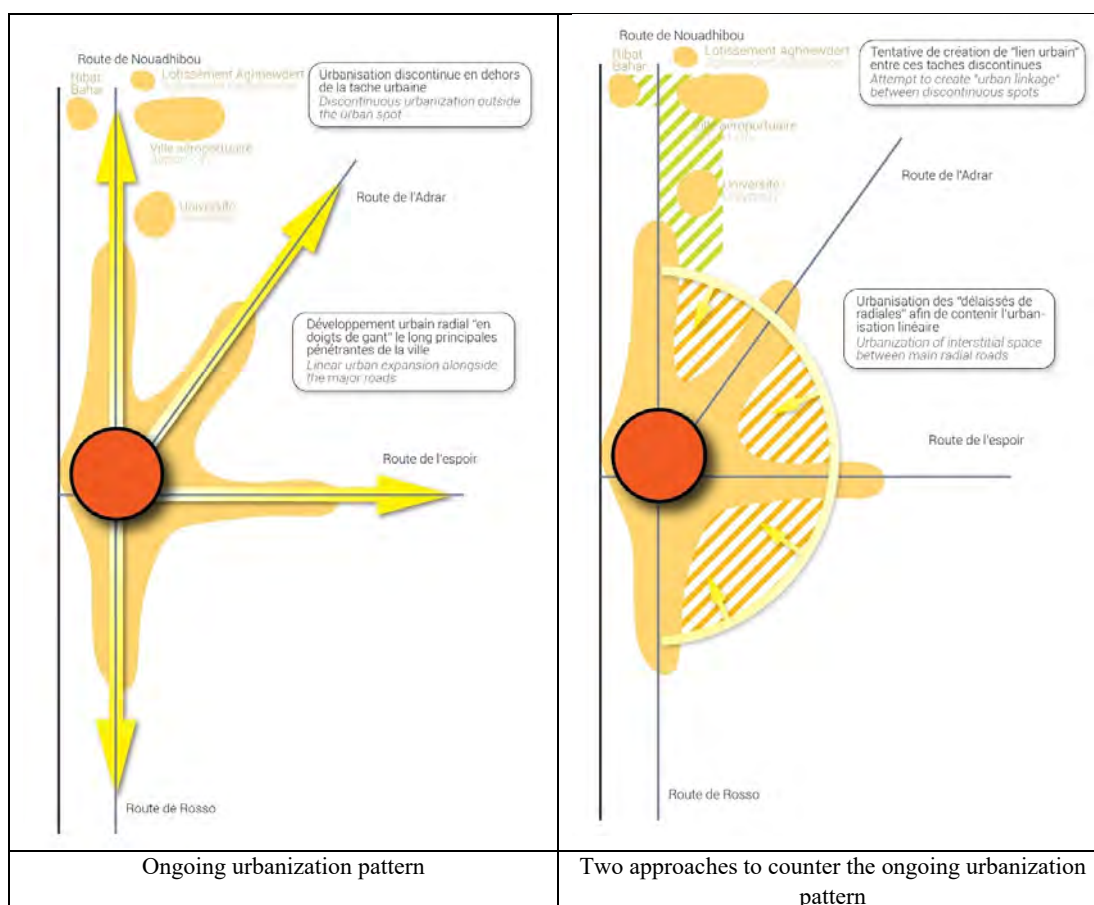 Route de Nouadhibou
Ribat
Bahar
Lotissement Aghnewdert
Urbanisation discontinue en dehors
de la tache urbaine
Discontinuous urbanization outside
the urban spot
Ville aéroportuaire
Université
Route de l'Adrar
Développement urbain radial "en
doigts de gant" le long principales
pénétrantes de la ville
Linear urban expansion alongside
the major roads
Route de l'espoir
Route de Rosso
Ongoing urbanization pattern
Route de Nouadhibou
Ribat
Bahar
Lotissement Aghnewdert
Tentative de création de "lien urbain"
entre ces taches discontinues
Attempt to create "urban linkage"
between discontinuous spots
Ville aéroportuaire
Université
Route de l'Adrar
Urbanisation des "délaissés de
radiales" afin de contenir l'urban-
isation linéaire
Urbanization of interstitial space
between main radial roads
Route de l'espoir
Route de Rosso
Two approaches to counter the ongoing urbanization
pattern